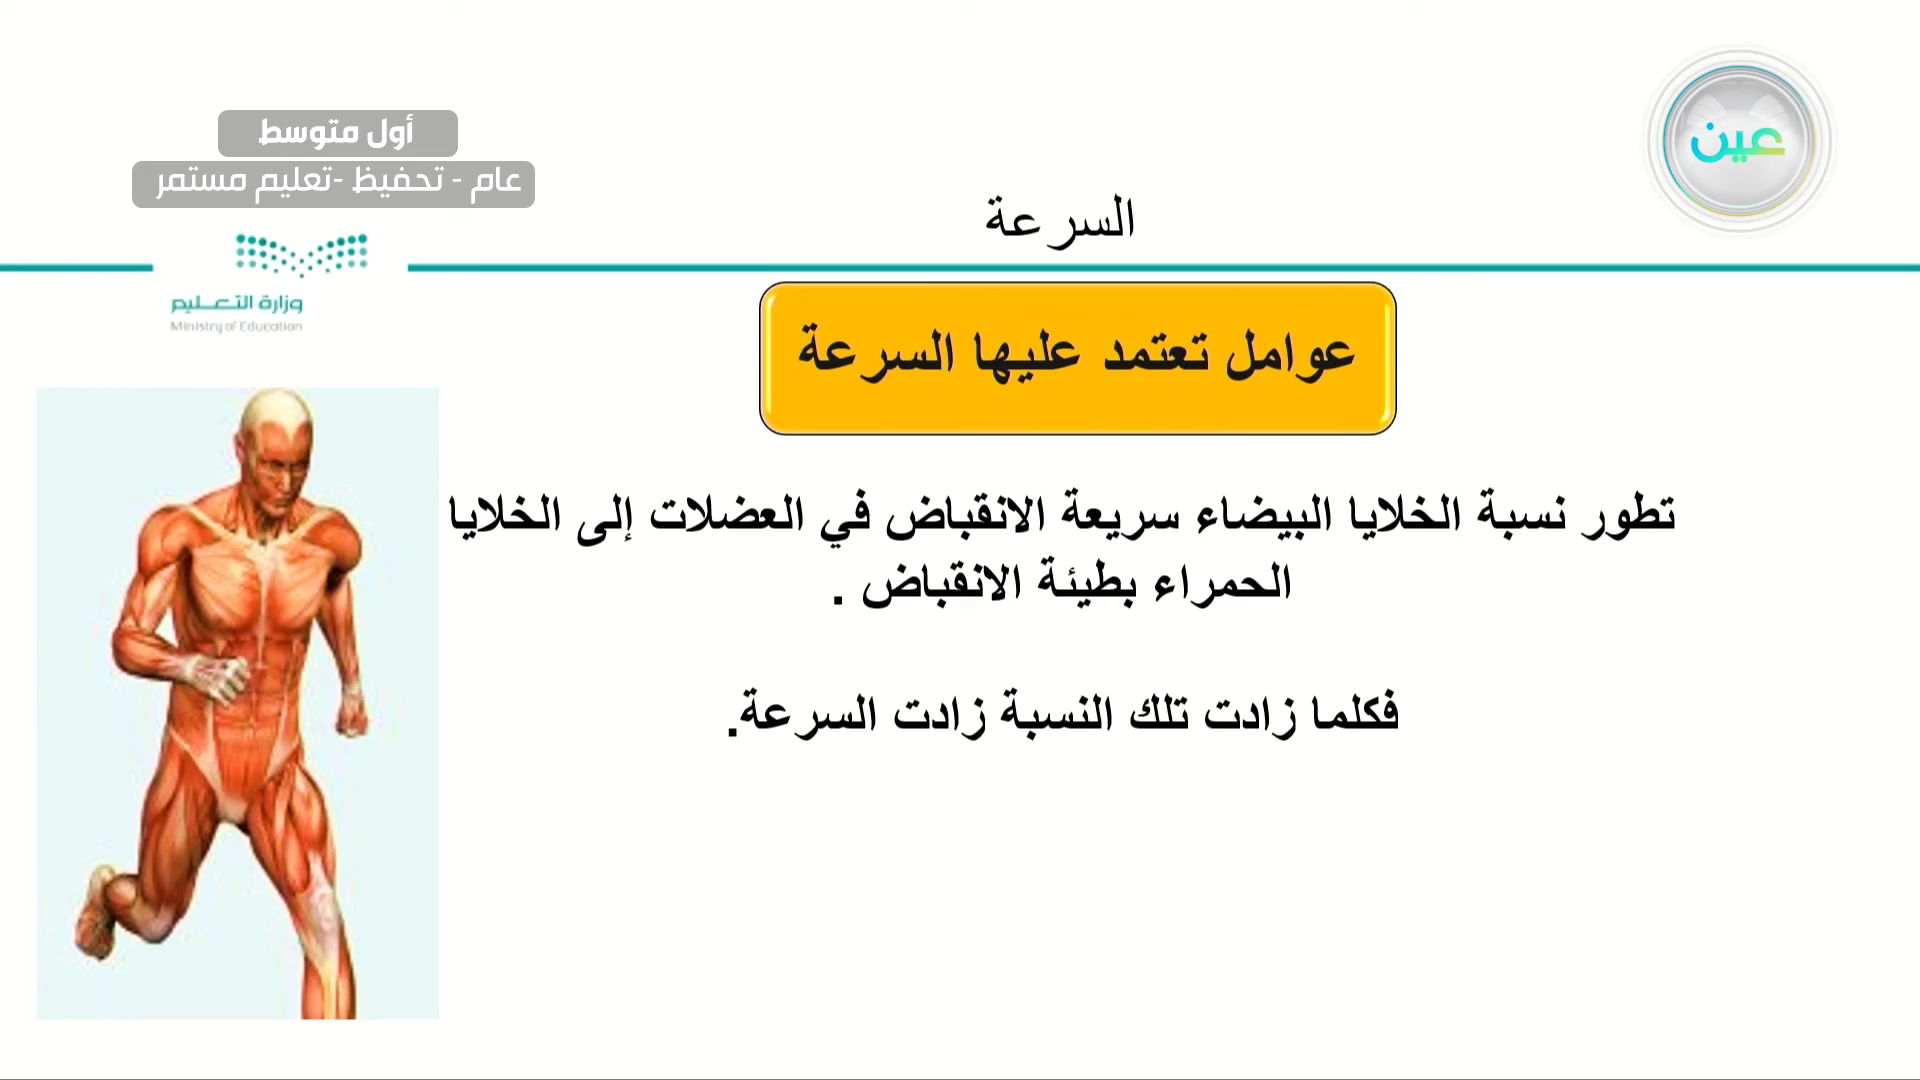 عين
أول متوسط
عام - تحفيظ -تعليم مستمر
السرعة
وزارة التعليم
Ministry of Education
عوامل تعتمد عليها السرعة
تطور نسبة الخلايا البيضاء سريعة الانقباض في العضلات إلى الخلايا
الحمراء بطيئة الانقباض .
فكلما زادت تلك النسبة زادت السرعة.